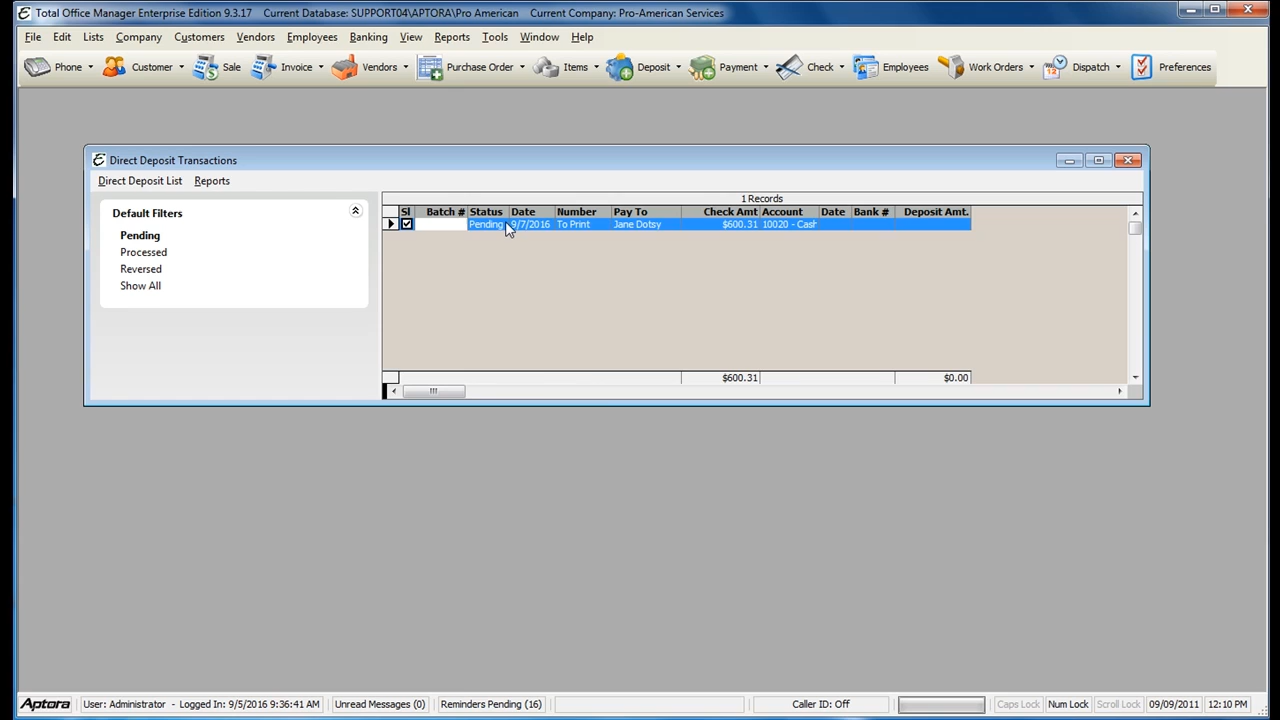 Total Office Manager Enterprise Edition 9.3.17 Current Database: SUPPORT04\APTORA\Pro American Current Company: Pro-American Services
File Edit Lists Company Customers Vendors Employees Banking View Reports Tools Window Help
Phone Customer Sale Invoice Vendors Purchase Order Items Deposit Payment Check Employees Work Orders Dispatch Preferences
Direct Deposit Transactions
Direct Deposit List Reports
1 Records
Default Filters
Pending
Processed
Reversed
Show All
Sl Batch # Status Date Number Pay To Check Amt Account Date Bank # Deposit Amt.
Pending 9/7/2016 To Print Jane Dotsy $600.31 10020 - Cash
$600.31 $0.00
Aptora User: Administrator - Logged In: 9/5/2016 9:36:41 AM Unread Messages (0) Reminders Pending (16) Caller ID: Off Caps Lock Num Lock Scroll Lock 09/09/2011 12:10 PM